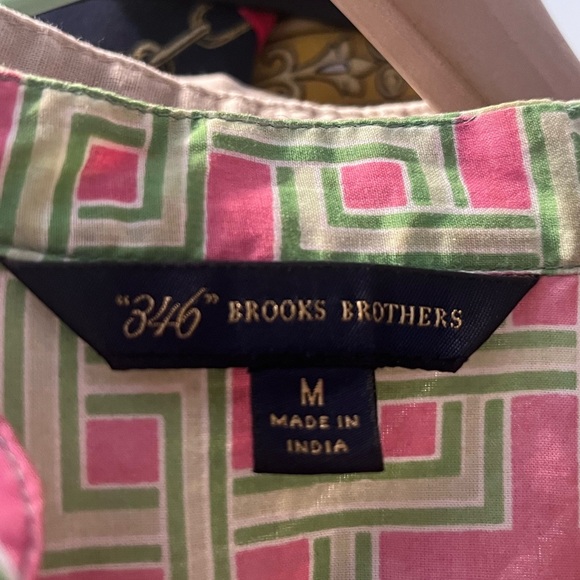 "346" BROOKS BROTHERS
M
MADE IN
INDIA